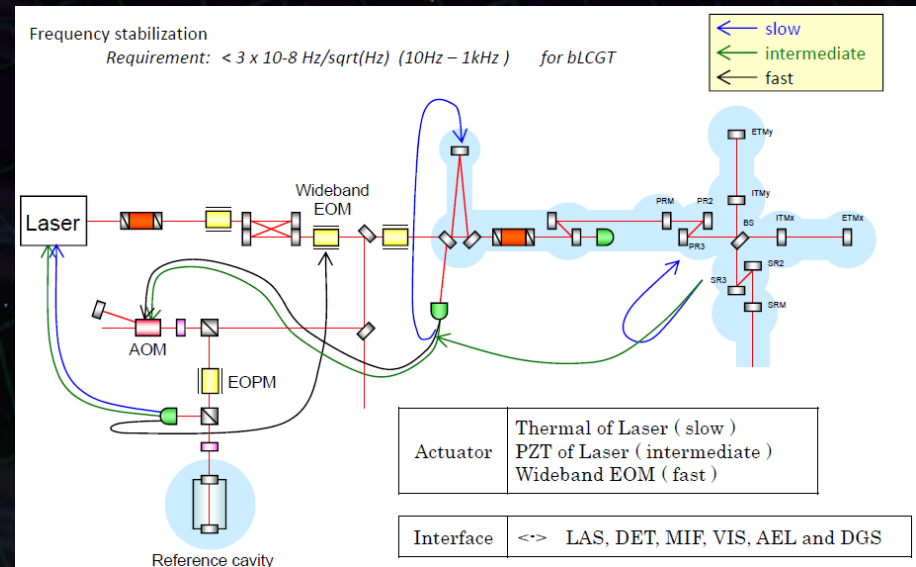 Frequency stabilization
Requirement: < 3 x 10-8 Hz/sqrt(Hz) (10Hz – 1kHz ) for bLCGT
slow
intermediate
fast
ETMy
Wideband
EOM
Laser
ITMy
PRM
PR2
BS
ITMx
ETMx
PR3
SR2
SR3
SRM
AOM
EOPM
Actuator
Thermal of Laser ( slow )
PZT of Laser ( intermediate )
Wideband EOM ( fast )
Interface
<-> LAS, DET, MIF, VIS, AEL and DGS
Reference cavity